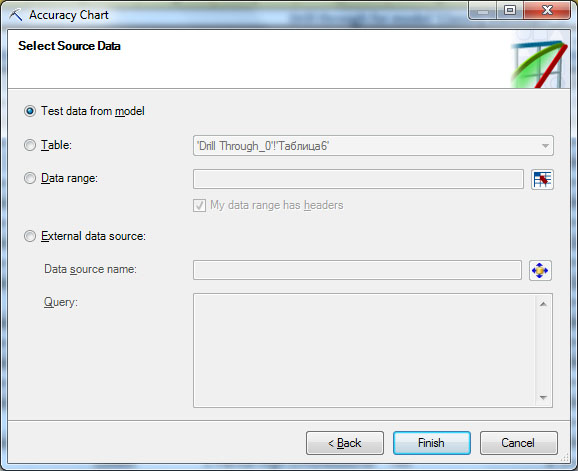 Accuracy Chart
Select Source Data
Test data from model
Table:
'Drill Through_0'!'Таблица6'
Data range:
My data range has headers
External data source:
Data source name:
Query:
< Back
Finish
Cancel